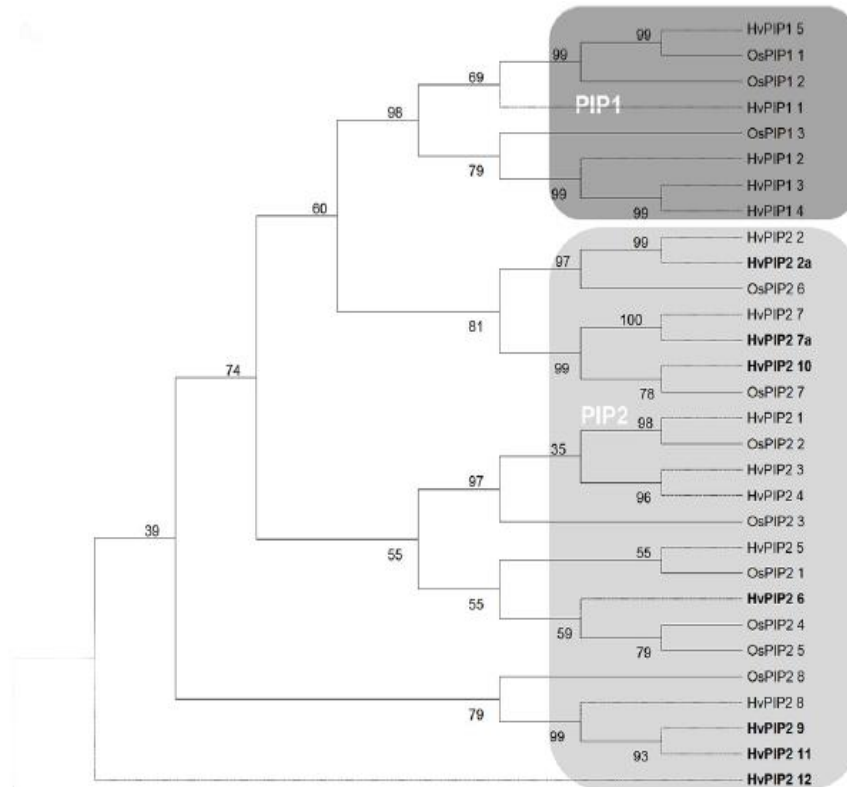 HvPIP1 5
99
OsPIP1 1
99
69
OsPIP1 2
PIP1
HvPIP1 1
98
OsPIP1 3
HvPIP1 2
79
HvPIP1 3
99
60
99
HvPIP1 4
HvPIP2 2
99
97
HvPIP2 2a
OsPIP2 6
HvPIP2 7
81
100
HvPIP2 7a
HvPIP2 10
74
99
78
OsPIP2 7
PIP2
HvPIP2 1
98
OsPIP2 2
35
HvPIP2 3
97
96
HvPIP2 4
OsPIP2 3
39
HvPIP2 5
55
55
OsPIP2 1
HvPIP2 6
55
OsPIP2 4
59
79
OsPIP2 5
OsPIP2 8
HvPIP2 8
79
HvPIP2 9
99
93
HvPIP2 11
HvPIP2 12